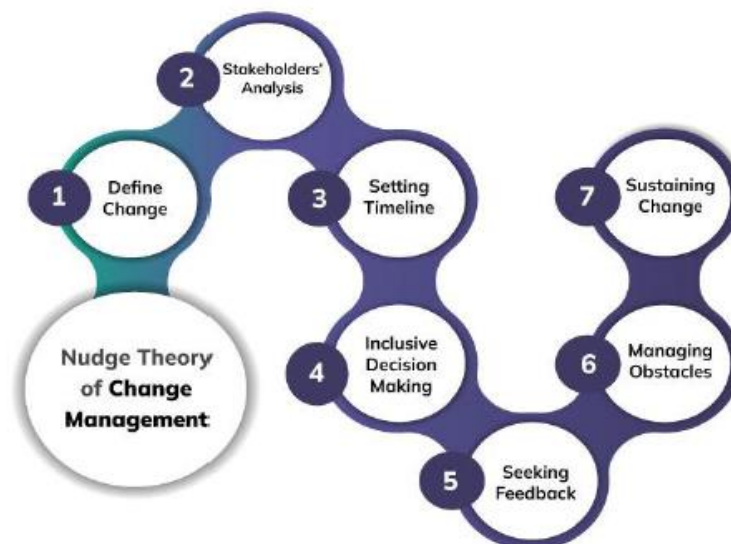 Nudge Theory
of Change
Management
1
Define
Change
2
Stakeholders'
Analysis
3
Setting
Timeline
4
Inclusive
Decision
Making
5
Seeking
Feedback
6
Managing
Obstacles
7
Sustaining
Change